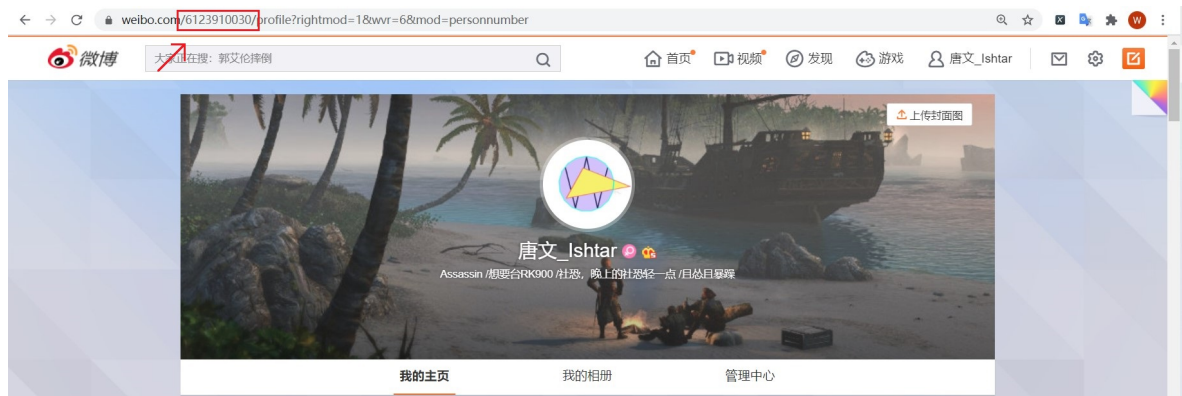 weibo.com/6123910030/profile?rightmod=1&wvr=6&mod=personnumber
W
微博
大家正在搜：郭艾伦摔倒
首页
视频
发现
游戏
唐文_Ishtar
上传封面图
唐文_Ishtar
Assassin /想要台RK900 /社恐，晚上的社恐轻一点 /且怂且暴躁
我的主页
我的相册
管理中心